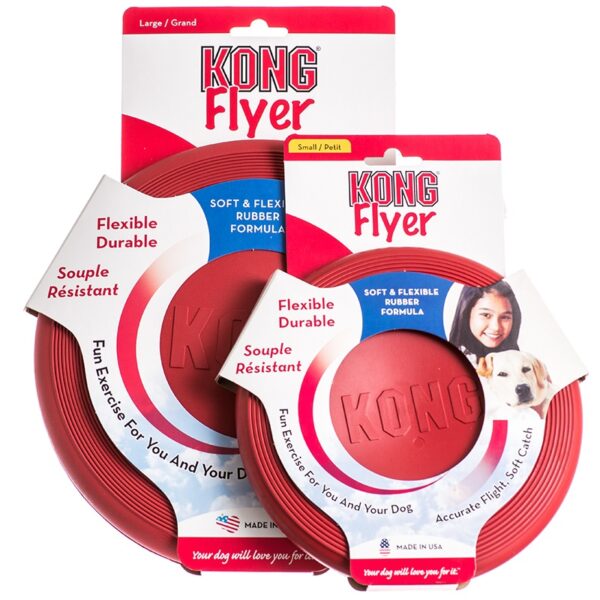 Large / Grand
KONG
Flyer
SOFT & FLEXI
RUBBER
FORMULA
Flexible
Durable
Souple
Résistant
K
Fun Exercise For You And Your D
MADE IN
Your dog will love you for it.
Small / Petit
KONG
Flyer
SOFT & FLEXIBLE
RUBBER
FORMULA
Flexible
Durable
Souple
Résistant
KONG
Fun Exercise For You And Your Dog
Accurate Flight, Soft Catch
MADE IN USA
Your dog will love you for it.™